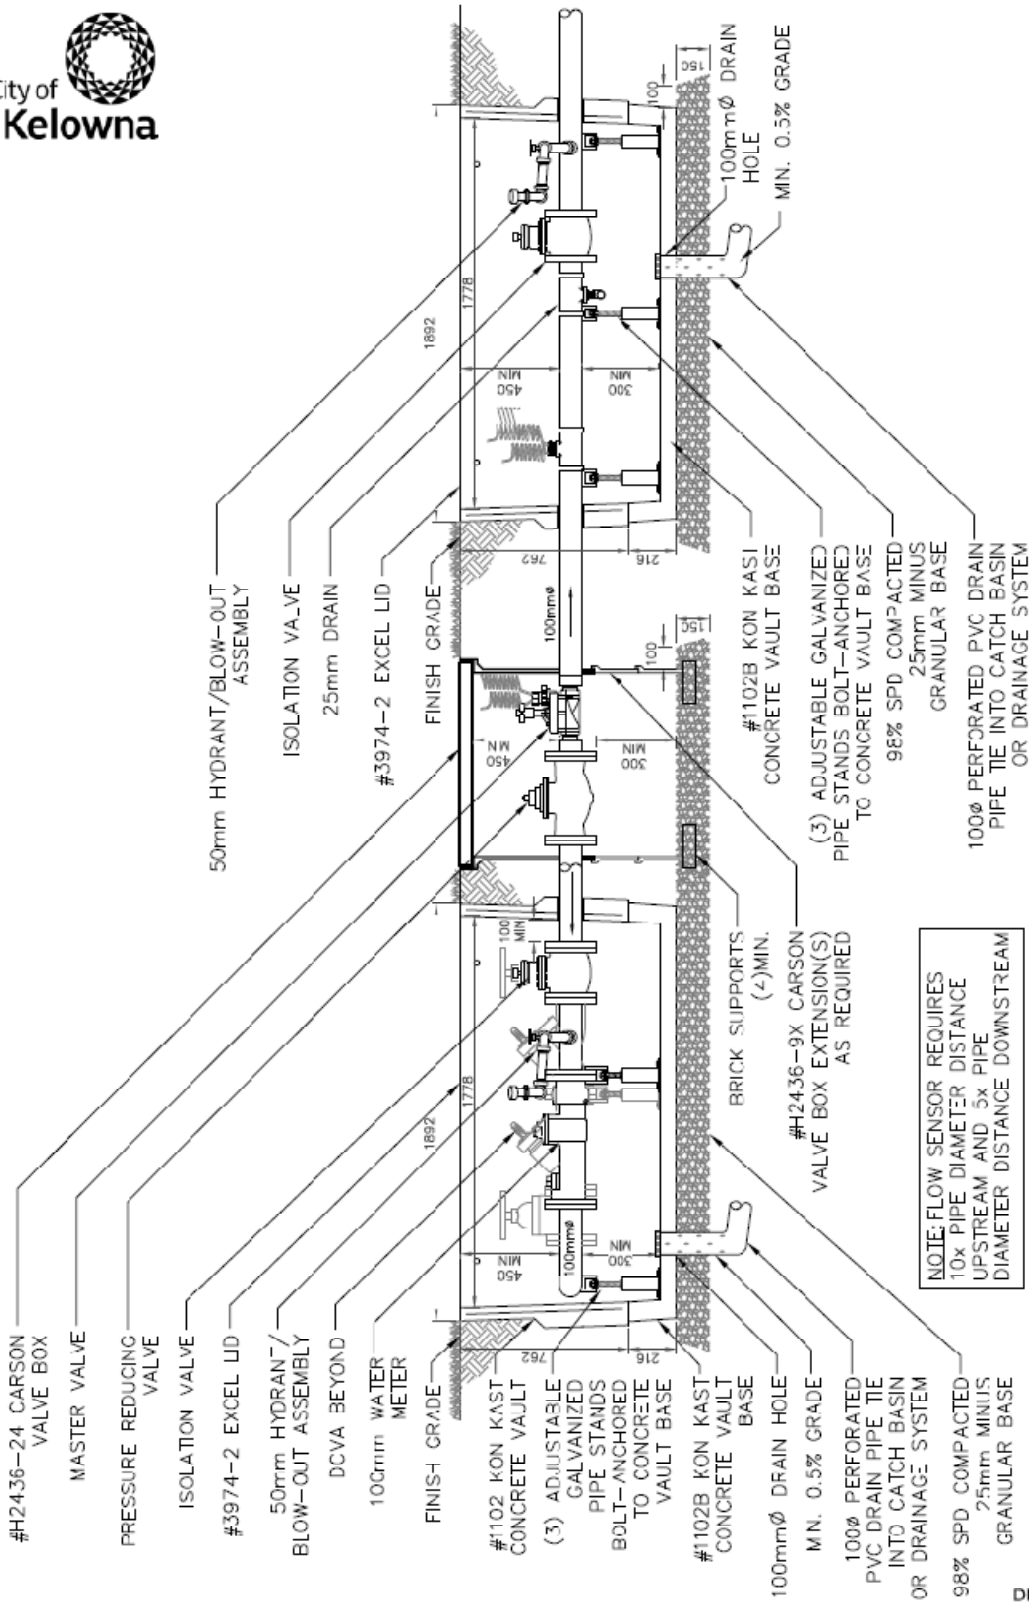 City of
Kelowna
#H2436-24 CARSON
VALVE BOX
MASTER VALVE
PRESSURE REDUCING
VALVE
ISOLATION VALVE
#3974-2 EXCEL LID
50mm HYDRANT/
BLOW-OUT ASSEMBLY
DCVA BEYOND
100mm WATER
METER
FINISH GRADE
#1102 KON KAST
CONCRETE VAULT
(3) ADJUSTABLE
GALVANIZED
PIPE STANDS
BOLT-ANCHORED
TO CONCRETE
VAULT BASE
#1102B KON KAST
CONCRETE VAULT
BASE
100mmØ DRAIN HOLE
MIN. 0.5% GRADE
100Ø PERFORATED
PVC DRAIN PIPE TIE
INTO CATCH BASIN
OR DRAINAGE SYSTEM
98% SPD COMPACTED
25mm MINUS
GRANULAR BASE
50mm HYDRANT/BLOW-OUT
ASSEMBLY
ISOLATION VALVE
25mm DRAIN
#3974-2 EXCEL LID
FINISH GRADE
1892
1778
450
MIN
300
MIN
100mmØ
762
216
100
MIN
450
MIN
300
MIN
100
150
100mmØ
1892
1778
450
MIN
300
MIN
762
216
100
150
100mmØ DRAIN
HOLE
MIN. 0.5% GRADE
BRICK SUPPORTS
(4)MIN.
#H2436-9X CARSON
VALVE BOX EXTENSION(S)
AS REQUIRED
#1102B KON KAST
CONCRETE VAULT BASE
(3) ADJUSTABLE GALVANIZED
PIPE STANDS BOLT-ANCHORED
TO CONCRETE VAULT BASE
98% SPD COMPACTED
25mm MINUS
GRANULAR BASE
100Ø PERFORATED PVC DRAIN
PIPE TIE INTO CATCH BASIN
OR DRAINAGE SYSTEM
NOTE: FLOW SENSOR REQUIRES
10x PIPE DIAMETER DISTANCE
UPSTREAM AND 5x PIPE
DIAMETER DISTANCE DOWNSTREAM